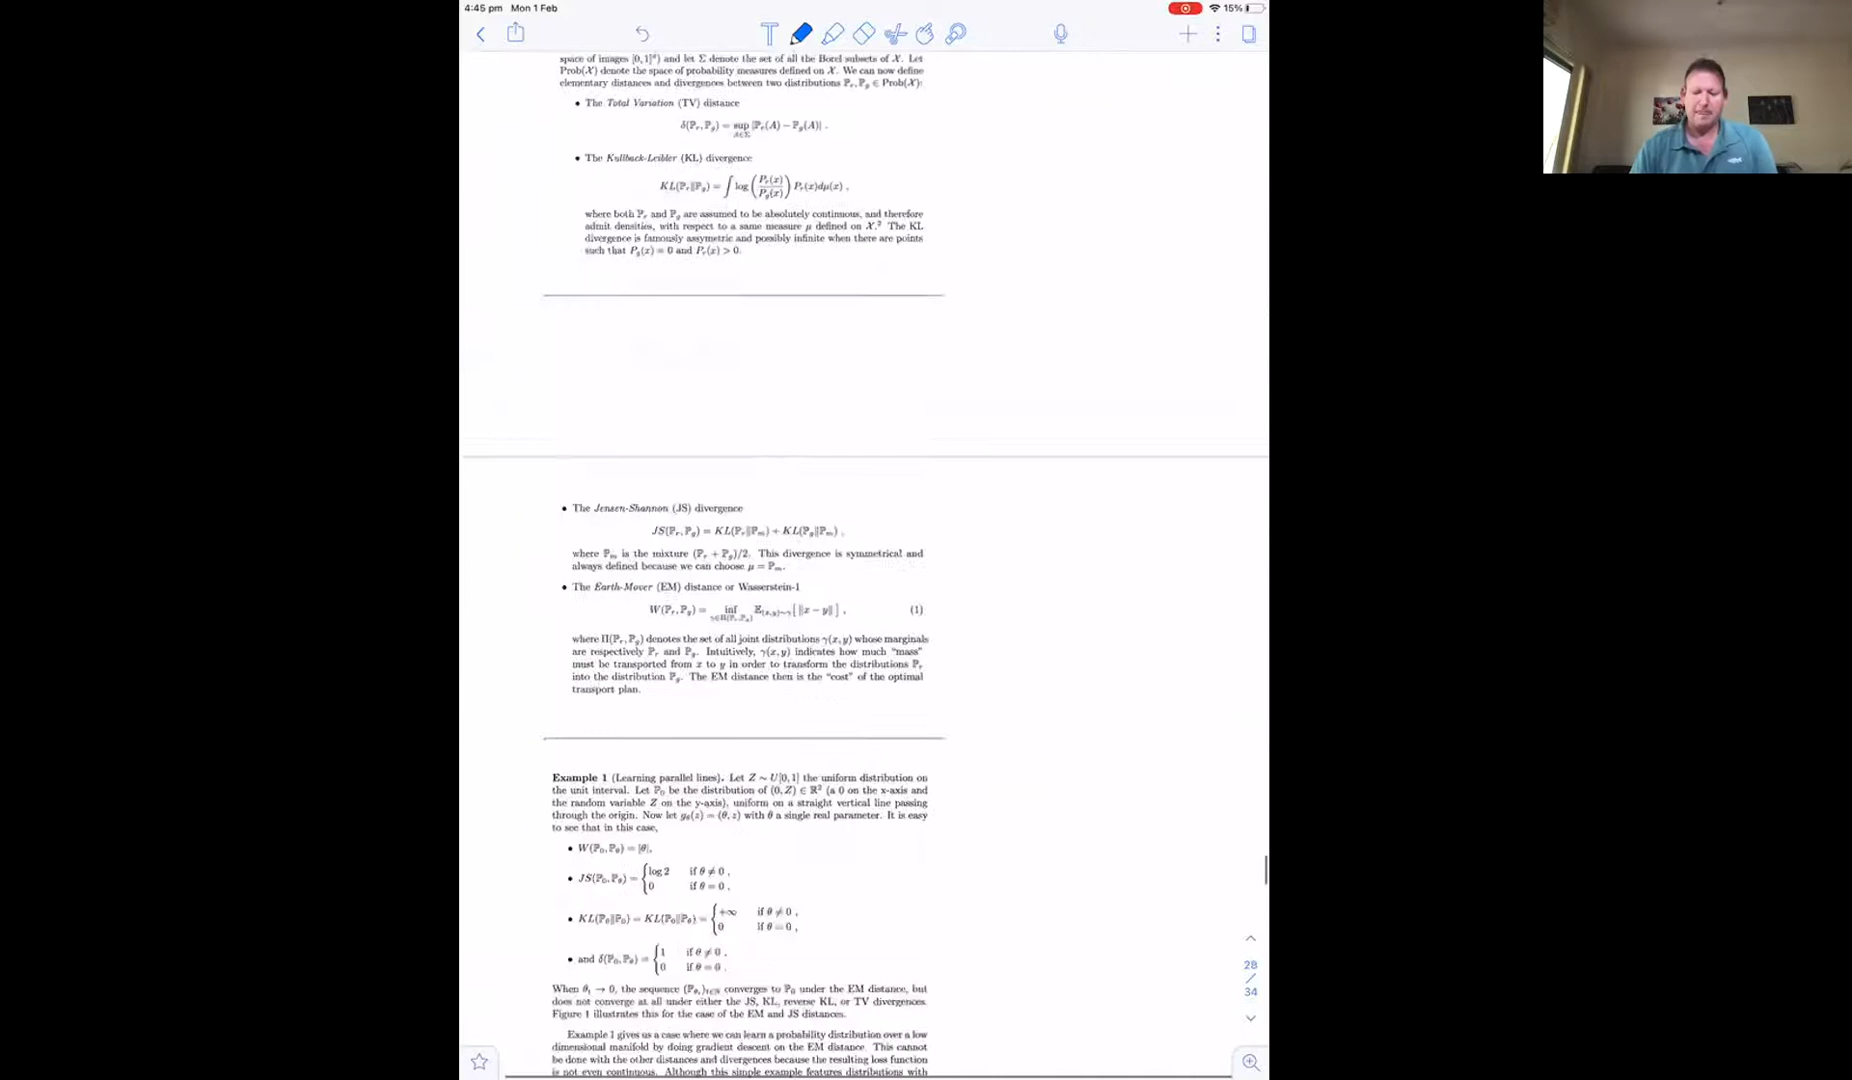 4:45 pm Mon 1 Feb
15%
space of images [0, 1]^d) and let Σ denote the set of all the Borel subsets of 𝒳. Let
Prob(𝒳) denote the space of probability measures defined on 𝒳. We can now define
elementary distances and divergences between two distributions ℙ_r, ℙ_g ∈ Prob(𝒳):
• The Total Variation (TV) distance
δ(ℙ_r, ℙ_g) = sup_{A∈Σ} |ℙ_r(A) − ℙ_g(A)| .
• The Kullback-Leibler (KL) divergence
KL(ℙ_r‖ℙ_g) = ∫ log (P_r(x)/P_g(x)) P_r(x)dμ(x) ,
where both ℙ_r and ℙ_g are assumed to be absolutely continuous, and therefore
admit densities, with respect to a same measure μ defined on 𝒳.² The KL
divergence is famously assymetric and possibly infinite when there are points
such that P_g(x) = 0 and P_r(x) > 0.
• The Jensen-Shannon (JS) divergence
JS(ℙ_r, ℙ_g) = KL(ℙ_r‖ℙ_m) + KL(ℙ_g‖ℙ_m) ,
where ℙ_m is the mixture (ℙ_r + ℙ_g)/2. This divergence is symmetrical and
always defined because we can choose μ = ℙ_m.
• The Earth-Mover (EM) distance or Wasserstein-1
W(ℙ_r, ℙ_g) = inf_{γ∈Π(ℙ_r,ℙ_g)} 𝔼_{(x,y)∼γ}[ ‖x − y‖ ] , (1)
where Π(ℙ_r, ℙ_g) denotes the set of all joint distributions γ(x, y) whose marginals
are respectively ℙ_r and ℙ_g. Intuitively, γ(x, y) indicates how much “mass”
must be transported from x to y in order to transform the distributions ℙ_r
into the distribution ℙ_g. The EM distance then is the “cost” of the optimal
transport plan.
Example 1 (Learning parallel lines). Let Z ∼ U[0, 1] the uniform distribution on
the unit interval. Let ℙ_0 be the distribution of (0, Z) ∈ ℝ² (a 0 on the x-axis and
the random variable Z on the y-axis), uniform on a straight vertical line passing
through the origin. Now let g_θ(z) = (θ, z) with θ a single real parameter. It is easy
to see that in this case,
• W(ℙ_0, ℙ_θ) = |θ|,
• JS(ℙ_0, ℙ_θ) = { log 2 if θ ≠ 0 ,
0 if θ = 0 ,
• KL(ℙ_θ‖ℙ_0) = KL(ℙ_0‖ℙ_θ) = { +∞ if θ ≠ 0 ,
0 if θ = 0 ,
• and δ(ℙ_0, ℙ_θ) = { 1 if θ ≠ 0 ,
0 if θ = 0 .
When θ_t → 0, the sequence (ℙ_{θ_t})_{t∈ℕ} converges to ℙ_0 under the EM distance, but
does not converge at all under either the JS, KL, reverse KL, or TV divergences.
Figure 1 illustrates this for the case of the EM and JS distances.
Example 1 gives us a case where we can learn a probability distribution over a low
dimensional manifold by doing gradient descent on the EM distance. This cannot
be done with the other distances and divergences because the resulting loss function
is not even continuous. Although this simple example features distributions with
28
/
34